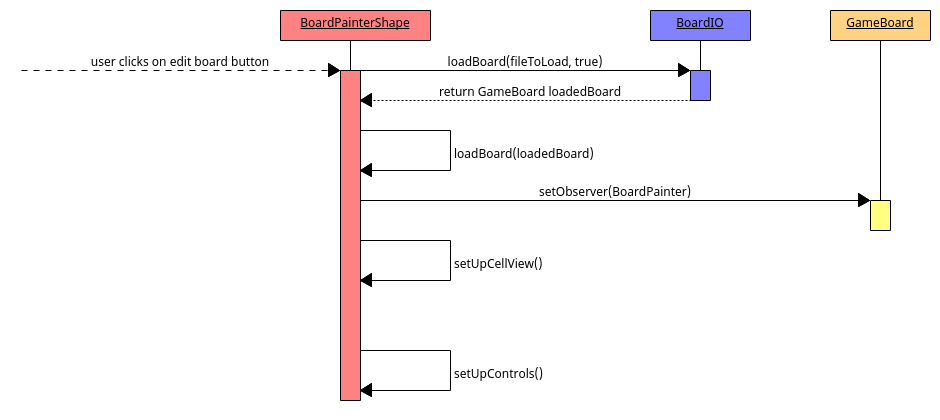 BoardPainterShape
BoardIO
GameBoard
user clicks on edit board button
loadBoard(fileToLoad, true)
return GameBoard loadedBoard
loadBoard(loadedBoard)
setObserver(BoardPainter)
setUpCellView()
setUpControls()